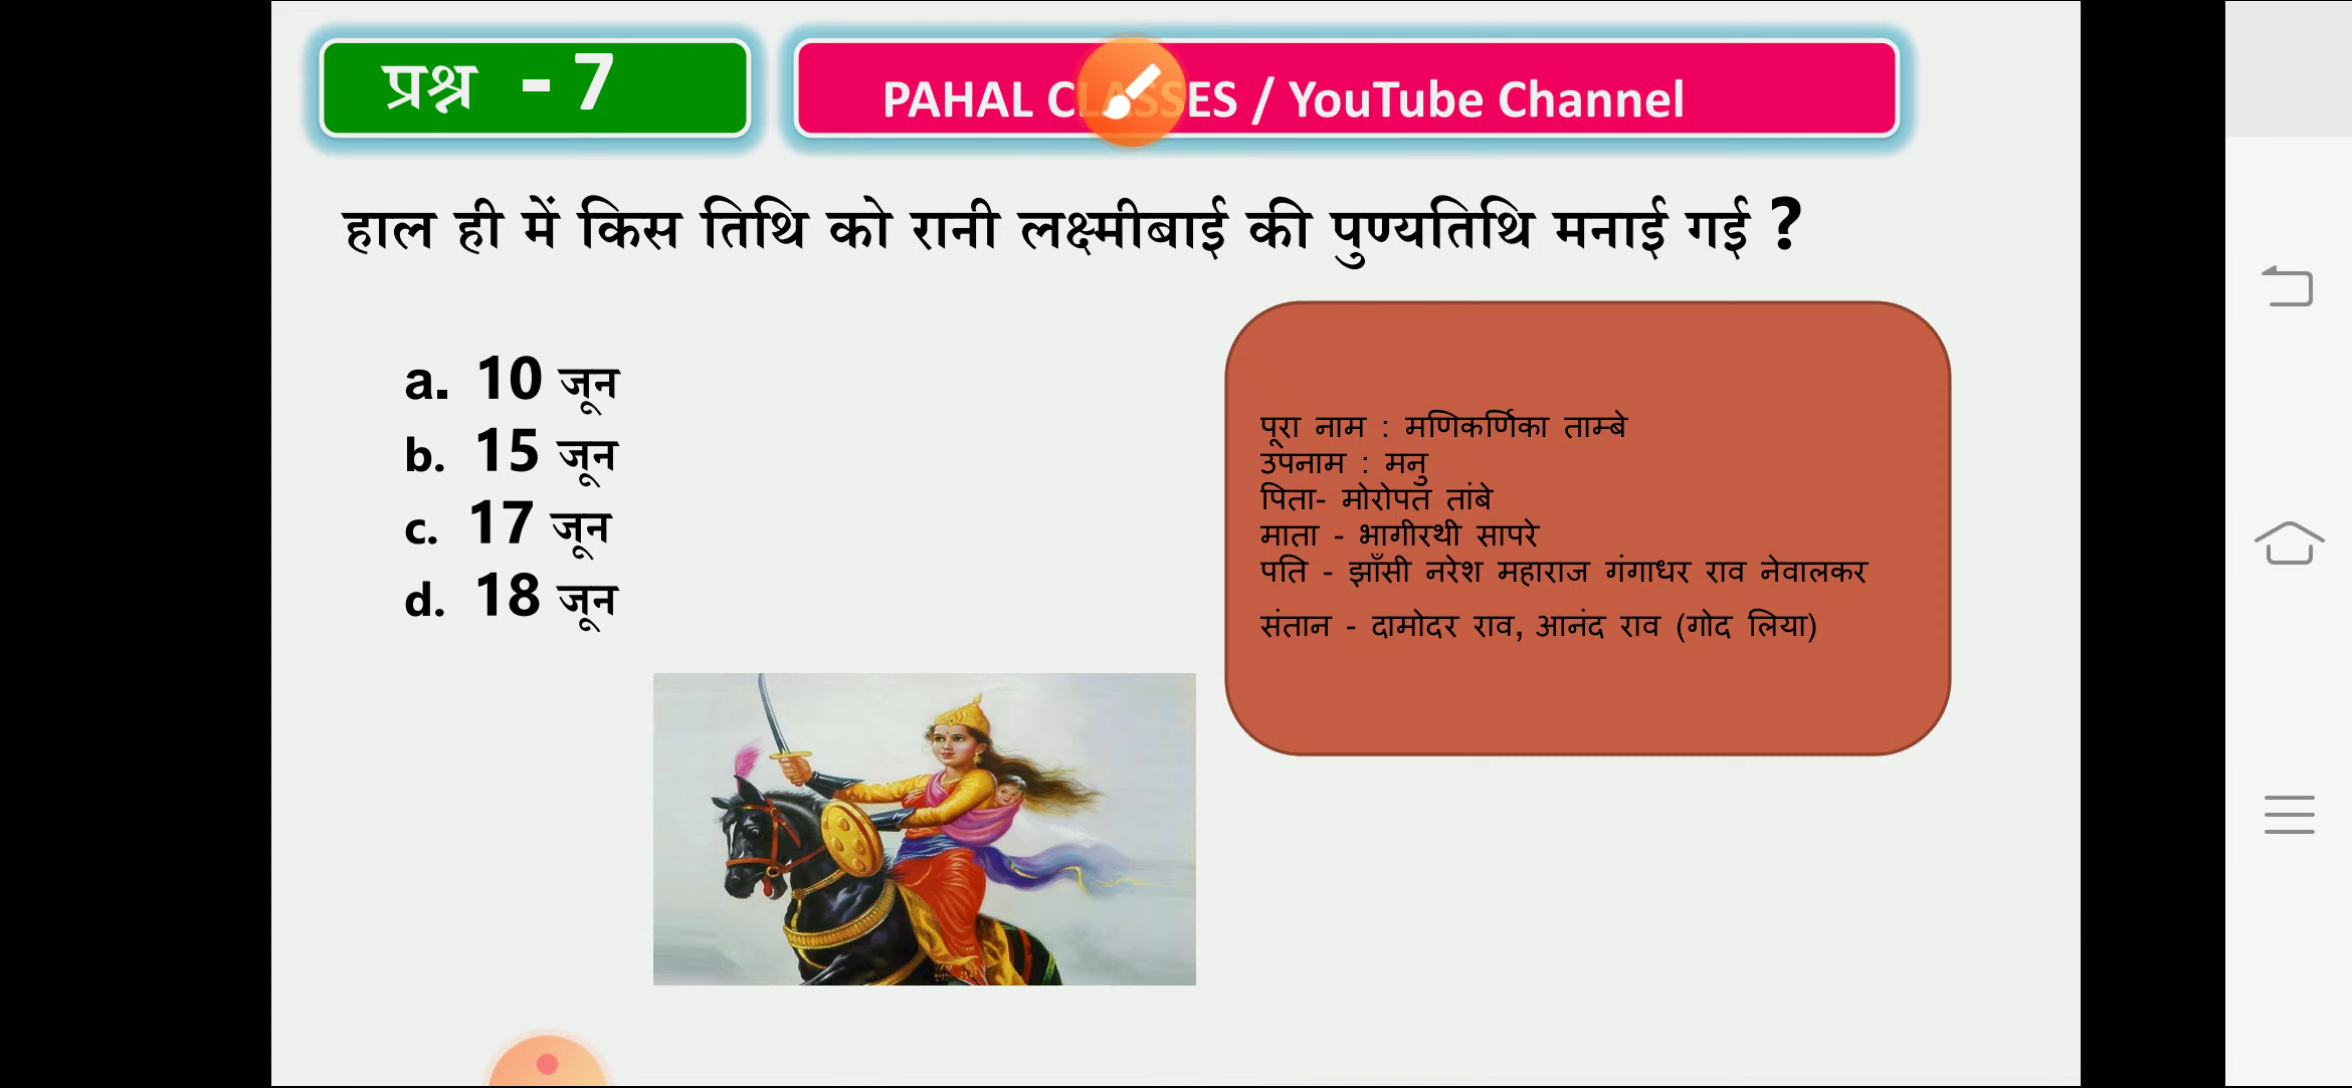 प्रश्न - 7
PAHAL CLASSES / YouTube Channel
हाल ही में किस तिथि को रानी लक्ष्मीबाई की पुण्यतिथि मनाई गई ?
a. 10 जून
b. 15 जून
c. 17 जून
d. 18 जून
पूरा नाम : मणिकर्णिका ताम्बे
उपनाम : मनु
पिता- मोरोपंत तांबे
माता - भागीरथी सापरे
पति - झाँसी नरेश महाराज गंगाधर राव नेवालकर
संतान - दामोदर राव, आनंद राव (गोद लिया)